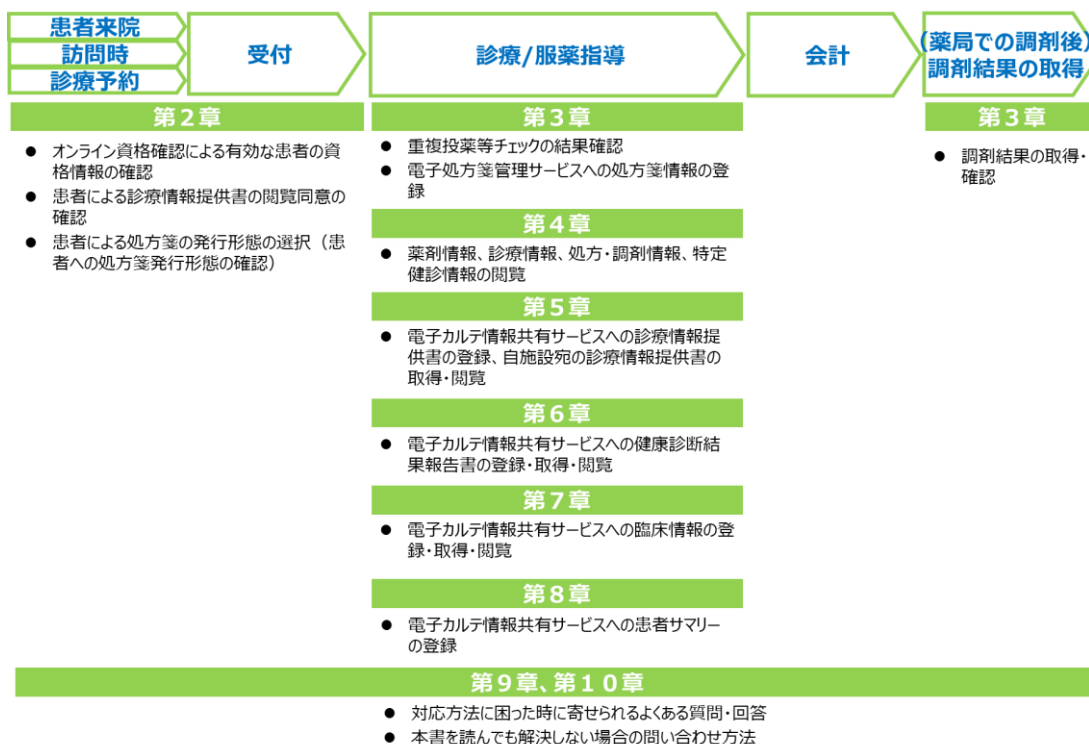 患者来院
訪問時
診療予約
受付
診療/服薬指導
会計
(薬局での調剤後)
調剤結果の取得
第2章
● オンライン資格確認による有効な患者の資
格情報の確認
● 患者による診療情報提供書の閲覧同意の
確認
● 患者による処方箋の発行形態の選択（患
者への処方箋発行形態の確認）
第3章
● 重複投薬等チェックの結果確認
● 電子処方箋管理サービスへの処方箋情報の登
録
第4章
● 薬剤情報、診療情報、処方・調剤情報、特定
健診情報の閲覧
第5章
● 電子カルテ情報共有サービスへの診療情報提
供書の登録、自施設宛の診療情報提供書の
取得・閲覧
第6章
● 電子カルテ情報共有サービスへの健康診断結
果報告書の登録・取得・閲覧
第7章
● 電子カルテ情報共有サービスへの臨床情報の登
録・取得・閲覧
第8章
● 電子カルテ情報共有サービスへの患者サマリー
の登録
第3章
● 調剤結果の取得・
確認
第9章、第10章
● 対応方法に困った時に寄せられるよくある質問・回答
● 本書を読んでも解決しない場合の問い合わせ方法